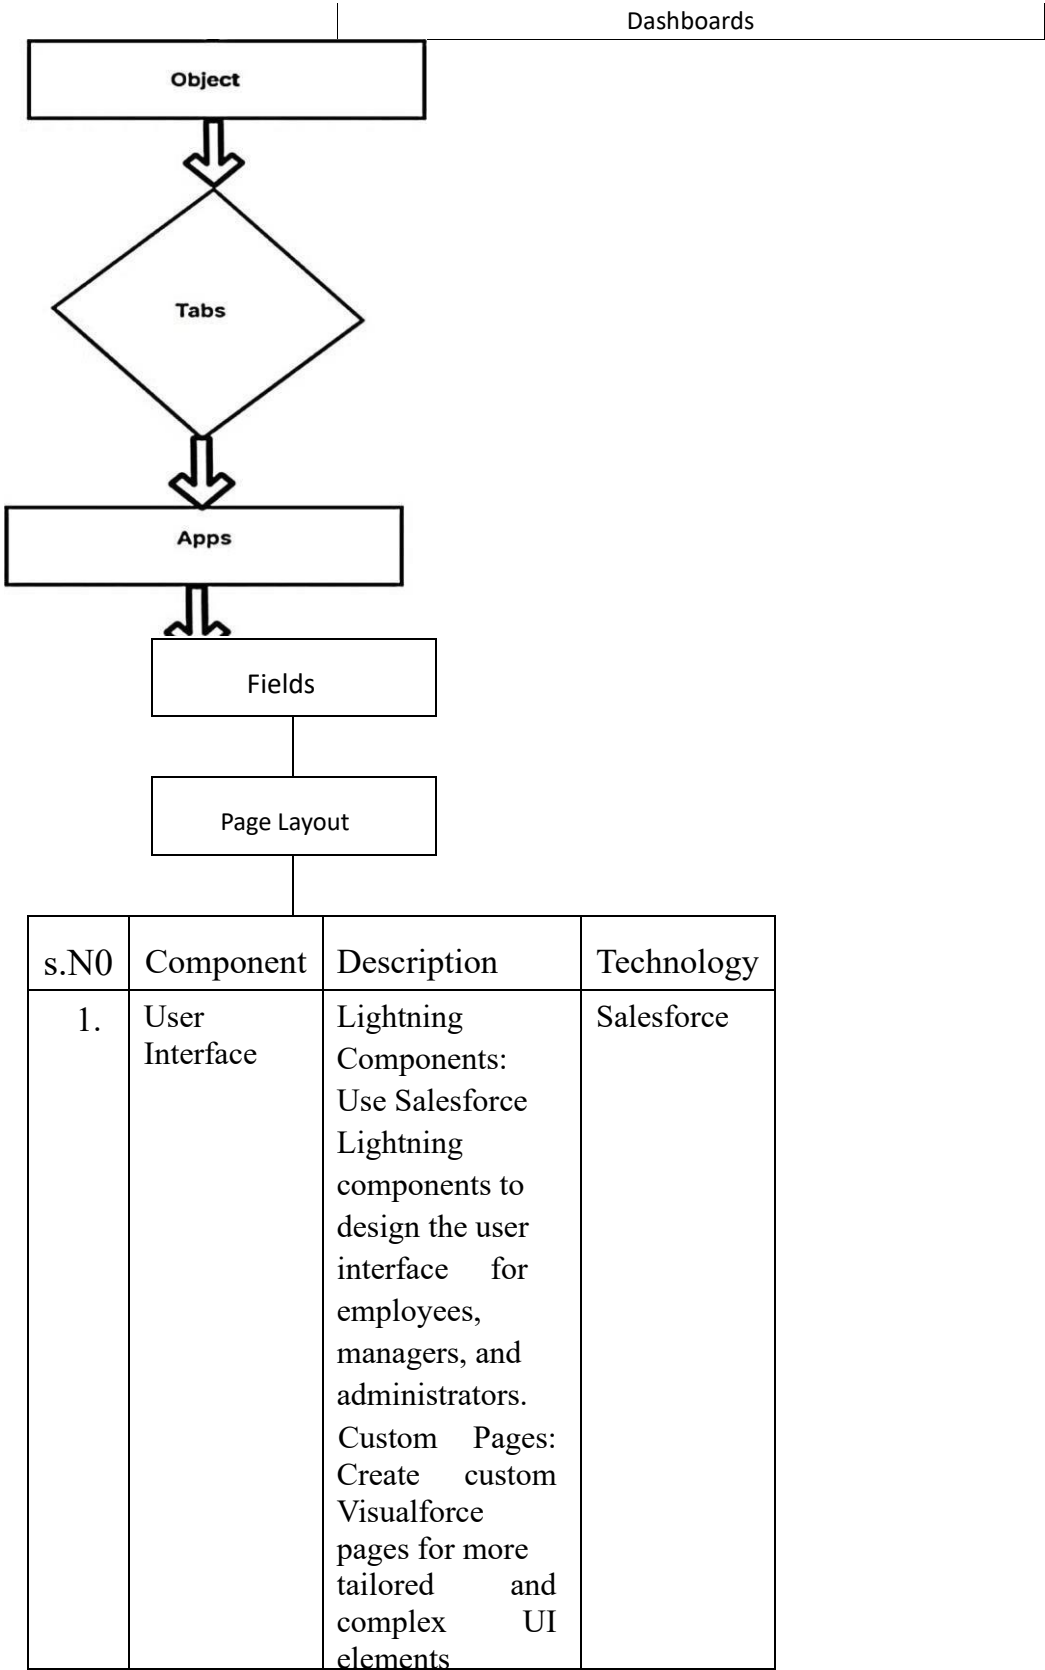 Dashboards
Object
Tabs
Apps
Fields
Page Layout
s.N0 Component Description Technology
1. User Interface Lightning Salesforce
Components:
Use Salesforce
Lightning
components to
design the user
interface for
employees,
managers, and
administrators.
Custom Pages:
Create custom
Visualforce
pages for more
tailored and
complex UI
elements